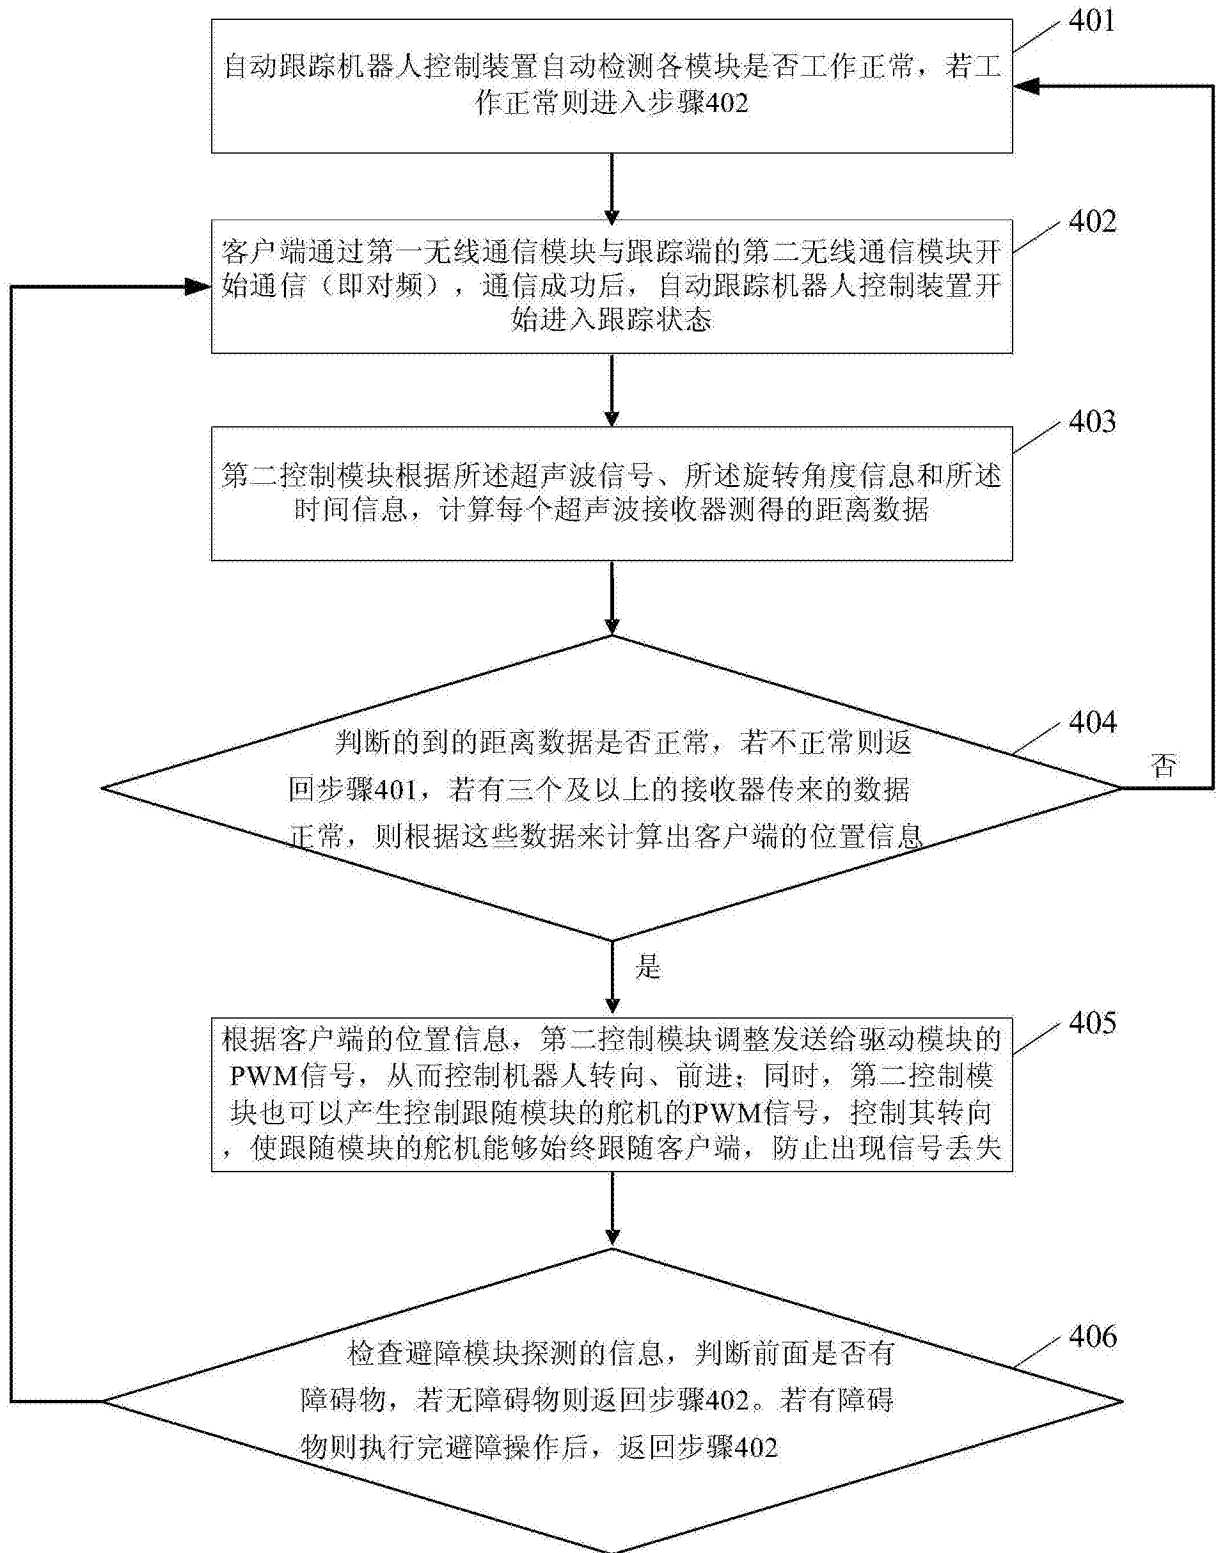 401
自动跟踪机器人控制装置自动检测各模块是否工作正常，若工
作正常则进入步骤402
402
客户端通过第一无线通信模块与跟踪端的第二无线通信模块开
始通信（即对频），通信成功后，自动跟踪机器人控制装置开
始进入跟踪状态
403
第二控制模块根据所述超声波信号、所述旋转角度信息和所述
时间信息，计算每个超声波接收器测得的距离数据
404
判断的到的距离数据是否正常，若不正常则返
回步骤401，若有三个及以上的接收器传来的数据
正常，则根据这些数据来计算出客户端的位置信息
否
是
405
根据客户端的位置信息，第二控制模块调整发送给驱动模块的
PWM信号，从而控制机器人转向、前进；同时，第二控制模
块也可以产生控制跟随模块的舵机的PWM信号，控制其转向
，使跟随模块的舵机能够始终跟随客户端，防止出现信号丢失
406
检查避障模块探测的信息，判断前面是否有
障碍物，若无障碍物则返回步骤402。若有障碍
物则执行完避障操作后，返回步骤402